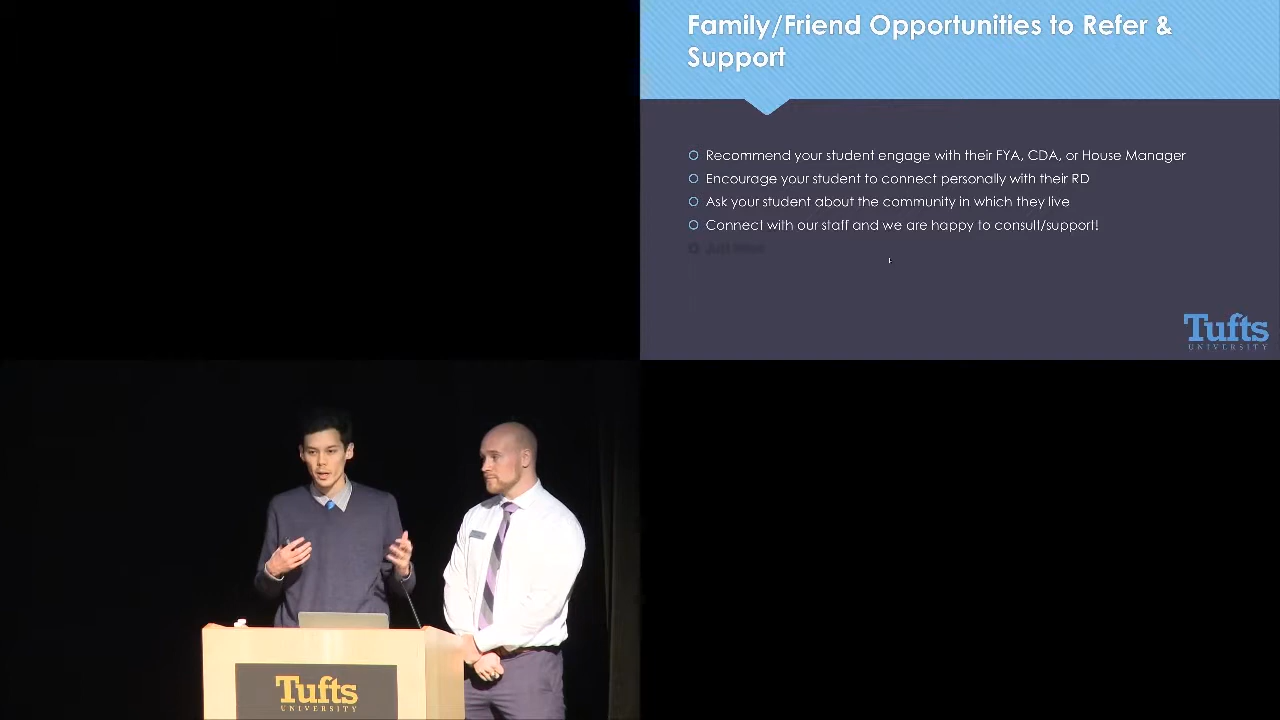 Family/Friend Opportunities to Refer &
Support
Recommend your student engage with their FYA, CDA, or House Manager
Encourage your student to connect personally with their RD
Ask your student about the community in which they live
Connect with our staff and we are happy to consult/support!
Tufts
UNIVERSITY
Tufts
UNIVERSITY